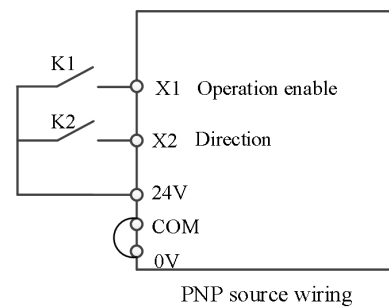 K1
X1 Operation enable
K2
X2 Direction
24V
COM
0V
PNP source wiring